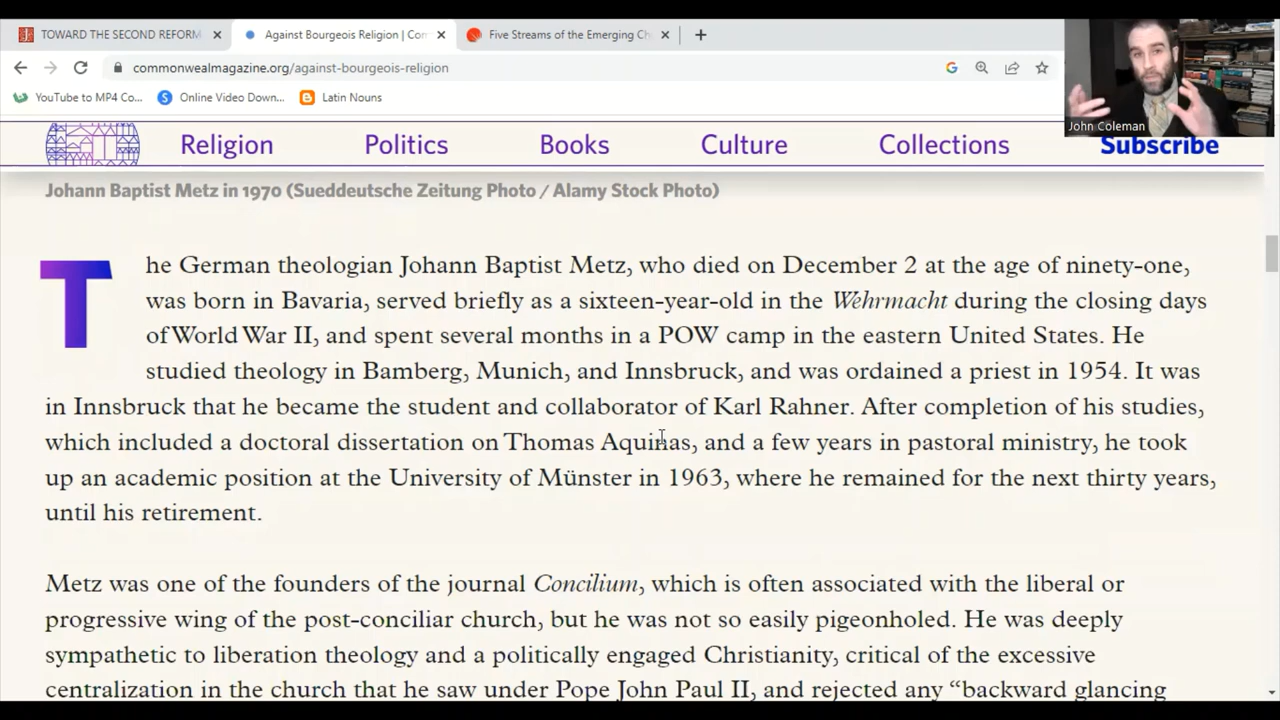 TOWARD THE SECOND REFORM
Against Bourgeois Religion | Con
Five Streams of the Emerging Ch
commonwealmagazine.org/against-bourgeois-religion
YouTube to MP4 Co...
Online Video Down...
Latin Nouns
John Coleman
Religion
Politics
Books
Culture
Collections
Subscribe
Johann Baptist Metz in 1970 (Sueddeutsche Zeitung Photo / Alamy Stock Photo)
The German theologian Johann Baptist Metz, who died on December 2 at the age of ninety-one,
was born in Bavaria, served briefly as a sixteen-year-old in the Wehrmacht during the closing days
of World War II, and spent several months in a POW camp in the eastern United States. He
studied theology in Bamberg, Munich, and Innsbruck, and was ordained a priest in 1954. It was
in Innsbruck that he became the student and collaborator of Karl Rahner. After completion of his studies,
which included a doctoral dissertation on Thomas Aquinas, and a few years in pastoral ministry, he took
up an academic position at the University of Münster in 1963, where he remained for the next thirty years,
until his retirement.
Metz was one of the founders of the journal Concilium, which is often associated with the liberal or
progressive wing of the post-conciliar church, but he was not so easily pigeonholed. He was deeply
sympathetic to liberation theology and a politically engaged Christianity, critical of the excessive
centralization in the church that he saw under Pope John Paul II, and rejected any “backward glancing